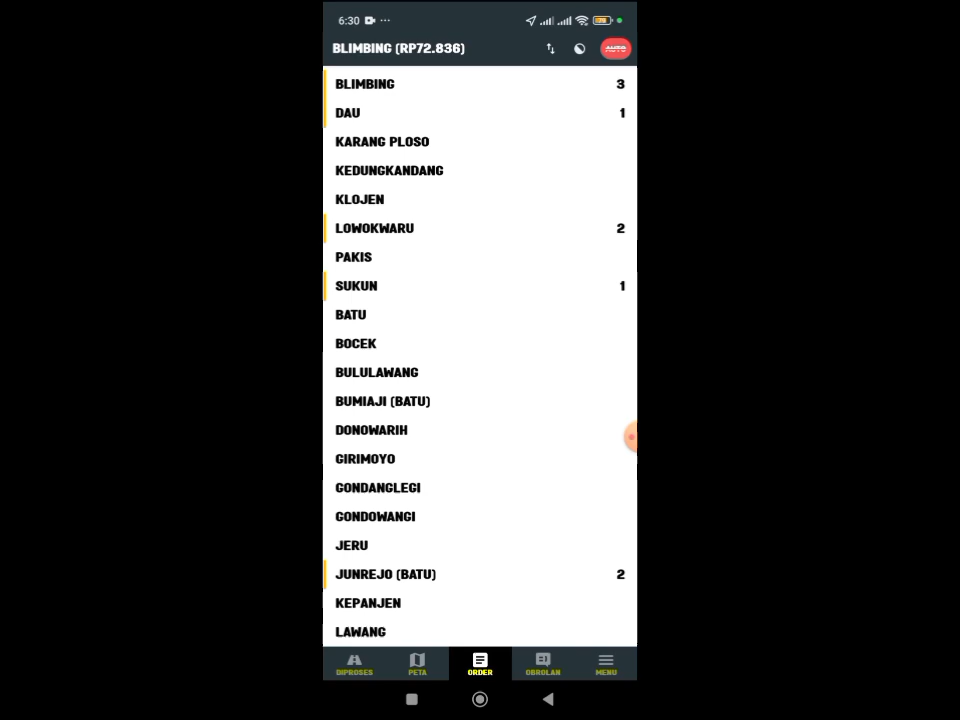 6:30
BLIMBING (RP72.836)
AUTO
BLIMBING 3
DAU 1
KARANG PLOSO
KEDUNGKANDANG
KLOJEN
LOWOKWARU 2
PAKIS
SUKUN 1
BATU
BOCEK
BULULAWANG
BUMIAJI (BATU)
DONOWARIH
GIRIMOYO
GONDANGLEGI
GONDOWANGI
JERU
JUNREJO (BATU) 2
KEPANJEN
LAWANG
DIPROSES PETA ORDER OBROLAN MENU